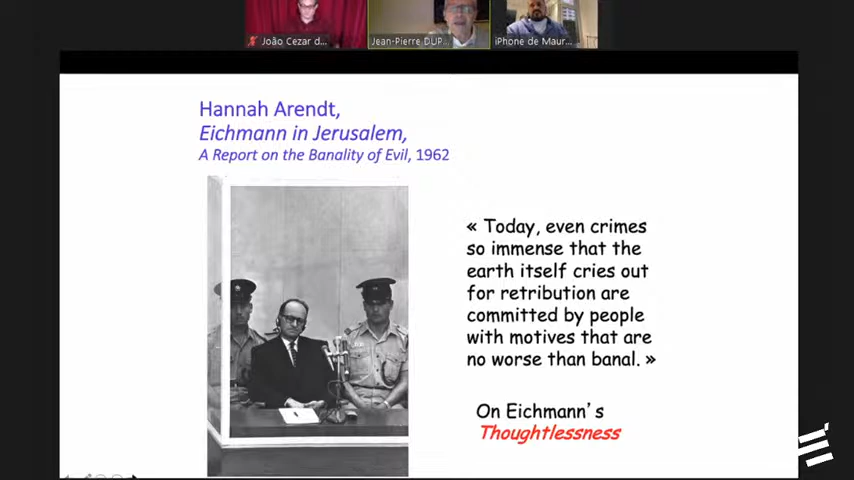 João Cezar d...
Jean-Pierre DUP...
iPhone de Maur...
Hannah Arendt,
Eichmann in Jerusalem,
A Report on the Banality of Evil, 1962
« Today, even crimes
so immense that the
earth itself cries out
for retribution are
committed by people
with motives that are
no worse than banal. »
On Eichmann’s
Thoughtlessness